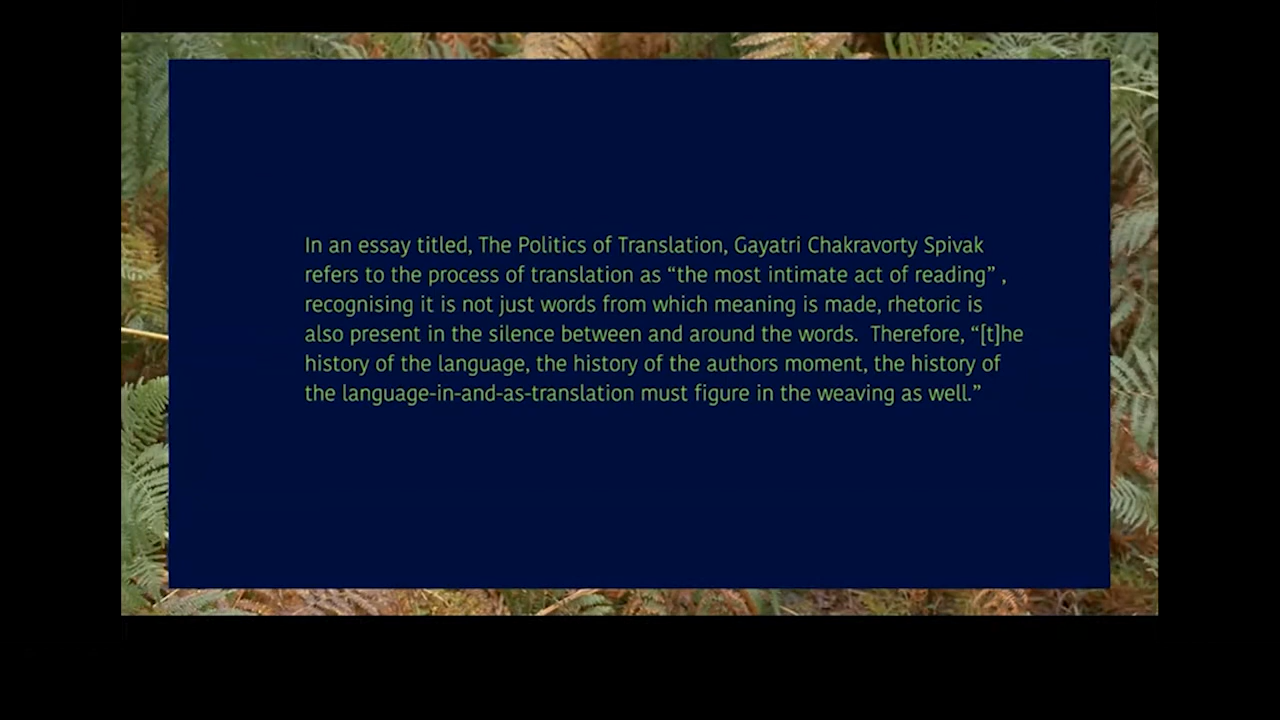 In an essay titled, The Politics of Translation, Gayatri Chakravorty Spivak
refers to the process of translation as “the most intimate act of reading” ,
recognising it is not just words from which meaning is made, rhetoric is
also present in the silence between and around the words.  Therefore, “[t]he
history of the language, the history of the authors moment, the history of
the language-in-and-as-translation must figure in the weaving as well.”